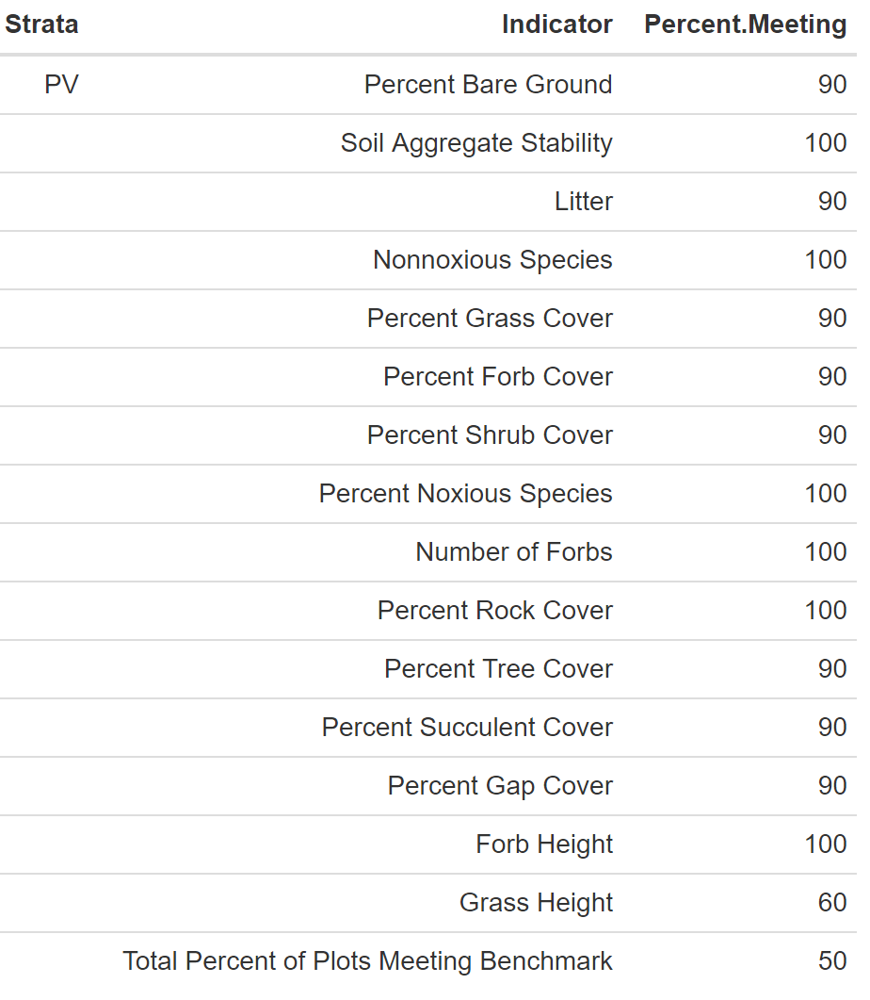 Strata Indicator Percent.Meeting
PV Percent Bare Ground 90
Soil Aggregate Stability 100
Litter 90
Nonnoxious Species 100
Percent Grass Cover 90
Percent Forb Cover 90
Percent Shrub Cover 90
Percent Noxious Species 100
Number of Forbs 100
Percent Rock Cover 100
Percent Tree Cover 90
Percent Succulent Cover 90
Percent Gap Cover 90
Forb Height 100
Grass Height 60
Total Percent of Plots Meeting Benchmark 50